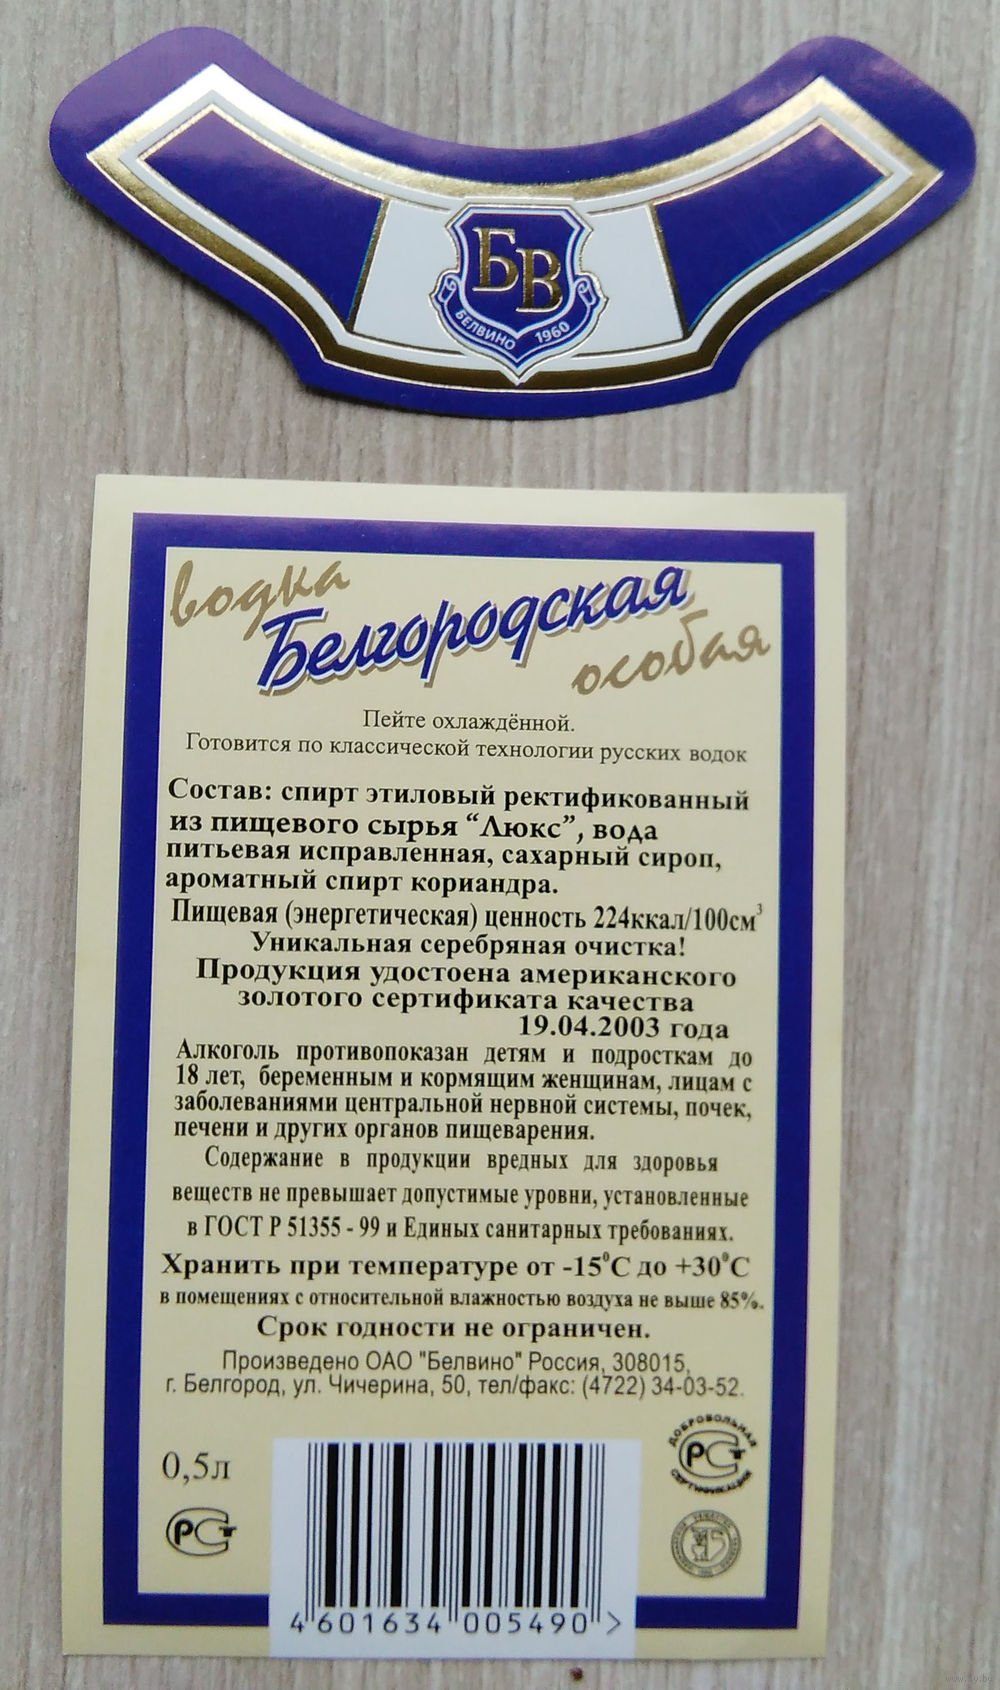 БВ
БЕЛВИНО 1960
водка
Белгородская
особая
Пейте охлаждённой.
Готовится по классической технологии русских водок
Состав: спирт этиловый ректификованный
из пищевого сырья “Люкс”, вода
питьевая исправленная, сахарный сироп,
ароматный спирт кориандра.
Пищевая (энергетическая) ценность 224ккал/100см³
Уникальная серебряная очистка!
Продукция удостоена американского
золотого сертификата качества
19.04.2003 года
Алкоголь противопоказан детям и подросткам до
18 лет, беременным и кормящим женщинам, лицам с
заболеваниями центральной нервной системы, почек,
печени и других органов пищеварения.
Содержание в продукции вредных для здоровья
веществ не превышает допустимые уровни, установленные
в ГОСТ Р 51355 - 99 и Единых санитарных требованиях.
Хранить при температуре от -15°С до +30°С
в помещениях с относительной влажностью воздуха не выше 85%.
Срок годности не ограничен.
Произведено ОАО "Белвино" Россия, 308015,
г. Белгород, ул. Чичерина, 50, тел/факс: (4722) 34-03-52.
ДОБРОВОЛЬНАЯ
РСТ
СЕРТИФИКАЦИЯ
0,5л
РСТ
4 601634 005490 >